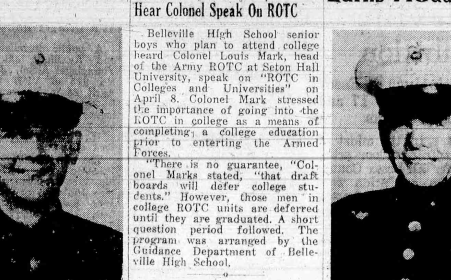 Hear Colonel Speak On ROTC
Belleville High School senior
boys who plan to attend college
heard Colonel Louis Mark, head
of the Army ROTC at Seton Hall
University, speak on "ROTC in
Colleges and Universities" on
April 8. Colonel Mark stressed
the importance of going into the
ROTC in college as a means of
completing a college education
prior to enterting the Armed
Forces.
"There is no guarantee, "Col-
onel Marks stated, "that draft
boards will defer college stu-
dents." However, those men in
college ROTC units are deferred
until they are graduated. A short
question period followed. The
program was arranged by the
Guidance Department of Belle-
ville High School.